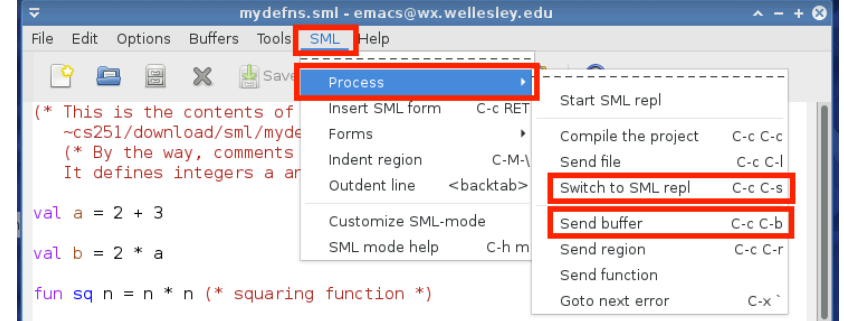 mydefns.sml - emacs@wx.wellesley.edu
File Edit Options Buffers Tools SML Help
Save
(* This is the contents of
~cs251/download/sml/myde
(* By the way, comments
It defines integers a an
val a = 2 + 3
val b = 2 * a
fun sq n = n * n (* squaring function *)
Process
Insert SML form C-c RET
Forms
Indent region C-M-\
Outdent line <backtab>
Customize SML-mode
SML mode help C-h m
Start SML repl
Compile the project C-c C-c
Send file C-c C-l
Switch to SML repl C-c C-s
Send buffer C-c C-b
Send region C-c C-r
Send function
Goto next error C-x `